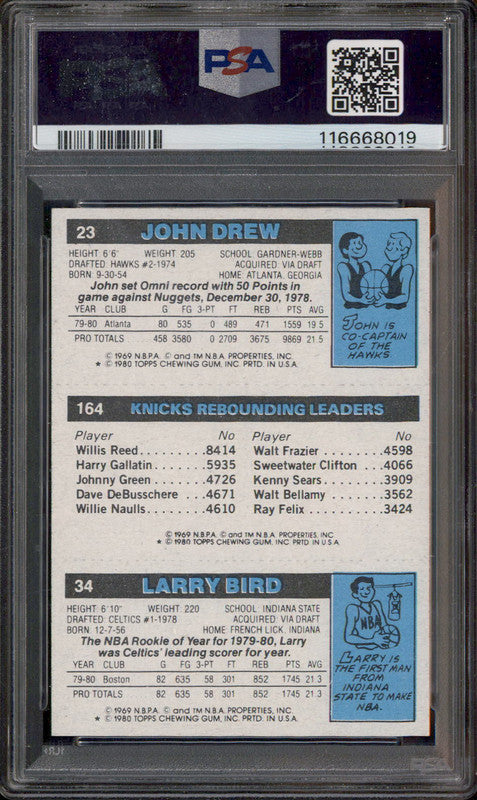 PSA
116668019
23 JOHN DREW
HEIGHT: 6'6" WEIGHT: 205 SCHOOL: GARDNER-WEBB
DRAFTED: HAWKS #2-1974 ACQUIRED: VIA DRAFT
BORN: 9-30-54 HOME: ATLANTA, GEORGIA
John set Omni record with 50 Points in
game against Nuggets, December 30, 1978.
YEAR CLUB G FG 3-PT FT REB PTS AVG
79-80 Atlanta 80 535 0 489 471 1559 19.5
PRO TOTALS 458 3580 0 2709 3675 9869 21.5
© 1969 N.B.P.A. © and TM N.B.A. PROPERTIES, INC.
★ © 1980 TOPPS CHEWING GUM, INC. PRTD. IN U.S.A.
JOHN IS
CO-CAPTAIN
OF THE
HAWKS.
164 KNICKS REBOUNDING LEADERS
Player No Player No
Willis Reed.....8414 Walt Frazier.....4598
Harry Gallatin.....5935 Sweetwater Clifton...4066
Johnny Green.....4726 Kenny Sears.....3909
Dave DeBusschere...4671 Walt Bellamy.....3562
Willie Naulls.....4610 Ray Felix.....3424
© 1969 N.B.P.A. © and TM N.B.A. PROPERTIES, INC.
★ © 1980 TOPPS CHEWING GUM, INC. PRTD. IN U.S.A.
34 LARRY BIRD
HEIGHT: 6'10" WEIGHT: 220 SCHOOL: INDIANA STATE
DRAFTED: CELTICS #1-1978 ACQUIRED: VIA DRAFT
BORN: 12-7-56 HOME: FRENCH LICK, INDIANA
The NBA Rookie of Year for 1979-80, Larry
was Celtics' leading scorer for year.
YEAR CLUB G FG 3-PT FT REB PTS AVG
79-80 Boston 82 635 58 301 852 1745 21.3
PRO TOTALS 82 635 58 301 852 1745 21.3
© 1969 N.B.P.A. © and TM N.B.A. PROPERTIES, INC.
★ © 1980 TOPPS CHEWING GUM, INC. PRTD. IN U.S.A.
NBA
LARRY IS
THE FIRST MAN
FROM
INDIANA
STATE TO MAKE
NBA.